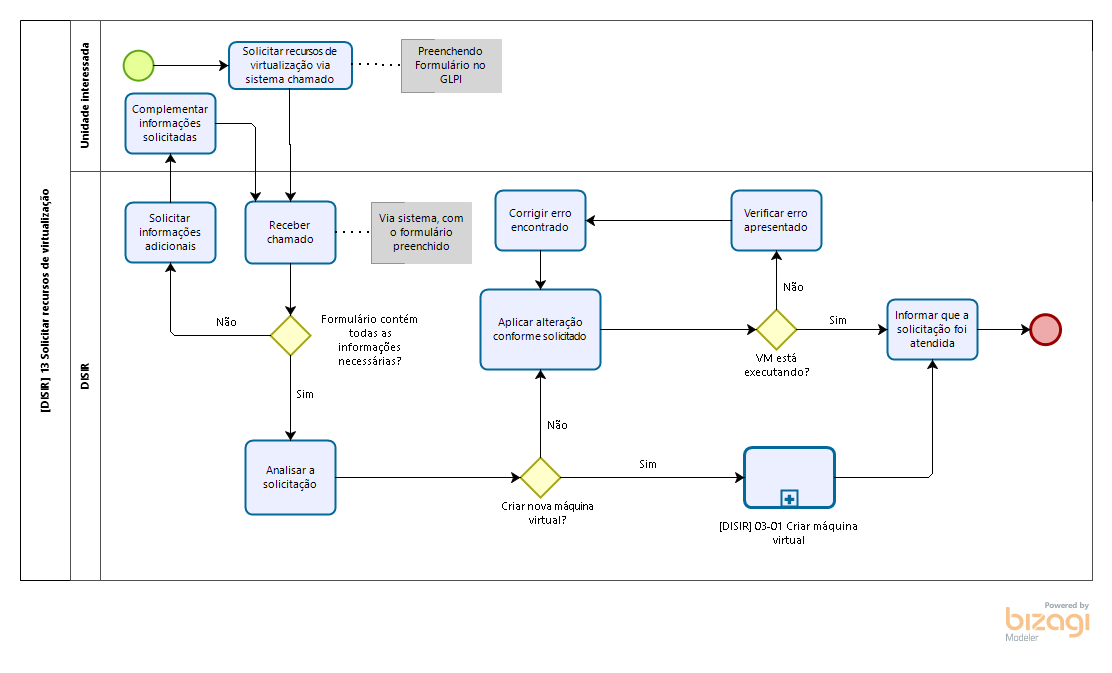 [DISIR] 13 Solicitar recursos de virtualização
Unidade interessada
Solicitar recursos de
virtualização via
sistema chamado
Preenchendo
Formulário no
GLPI
Complementar
informações
solicitadas
DISIR
Solicitar
informações
adicionais
Receber
chamado
Via sistema, com
o formulário
preenchido
Corrigir erro
encontrado
Verificar erro
apresentado
Não
Formulário contém
todas as
informações
necessárias?
Sim
Aplicar alteração
conforme solicitado
Não
VM está
executando?
Sim
Informar que a
solicitação foi
atendida
Analisar a
solicitação
Não
Criar nova máquina
virtual?
Sim
[DISIR] 03-01 Criar máquina
virtual
Powered by
bizagi
Modeler